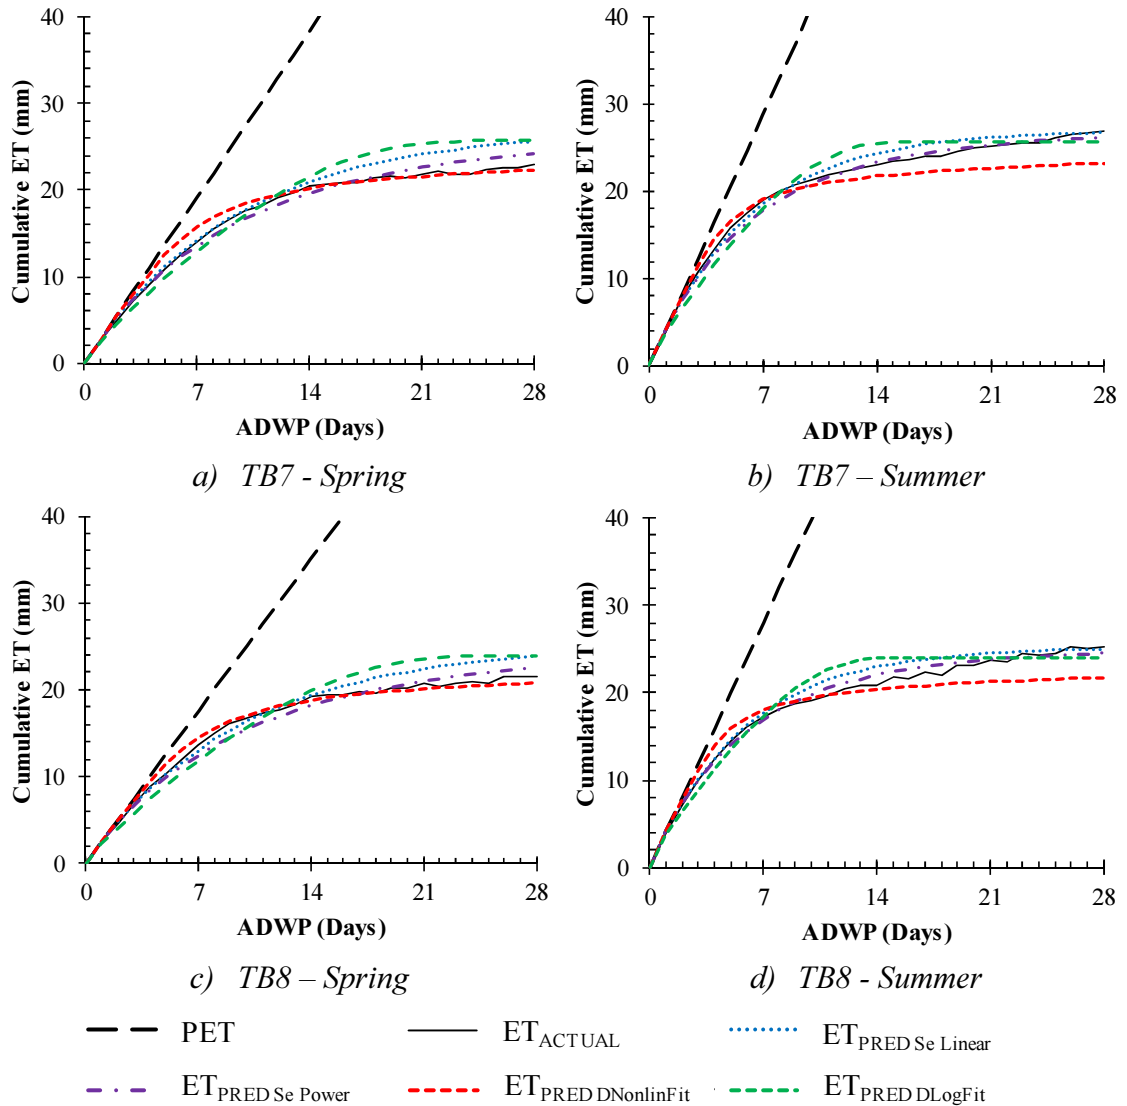 40
30
20
10
0
Cumulative ET (mm)
0 7 14 21 28
ADWP (Days)
a) TB7 - Spring
40
30
20
10
0
Cumulative ET (mm)
0 7 14 21 28
ADWP (Days)
b) TB7 – Summer
40
30
20
10
0
Cumulative ET (mm)
0 7 14 21 28
ADWP (Days)
c) TB8 – Spring
40
30
20
10
0
Cumulative ET (mm)
0 7 14 21 28
ADWP (Days)
d) TB8 - Summer
PET ETACTUAL ETPRED Se Linear
ETPRED Se Power ETPRED DNonlinFit ETPRED DLogFit